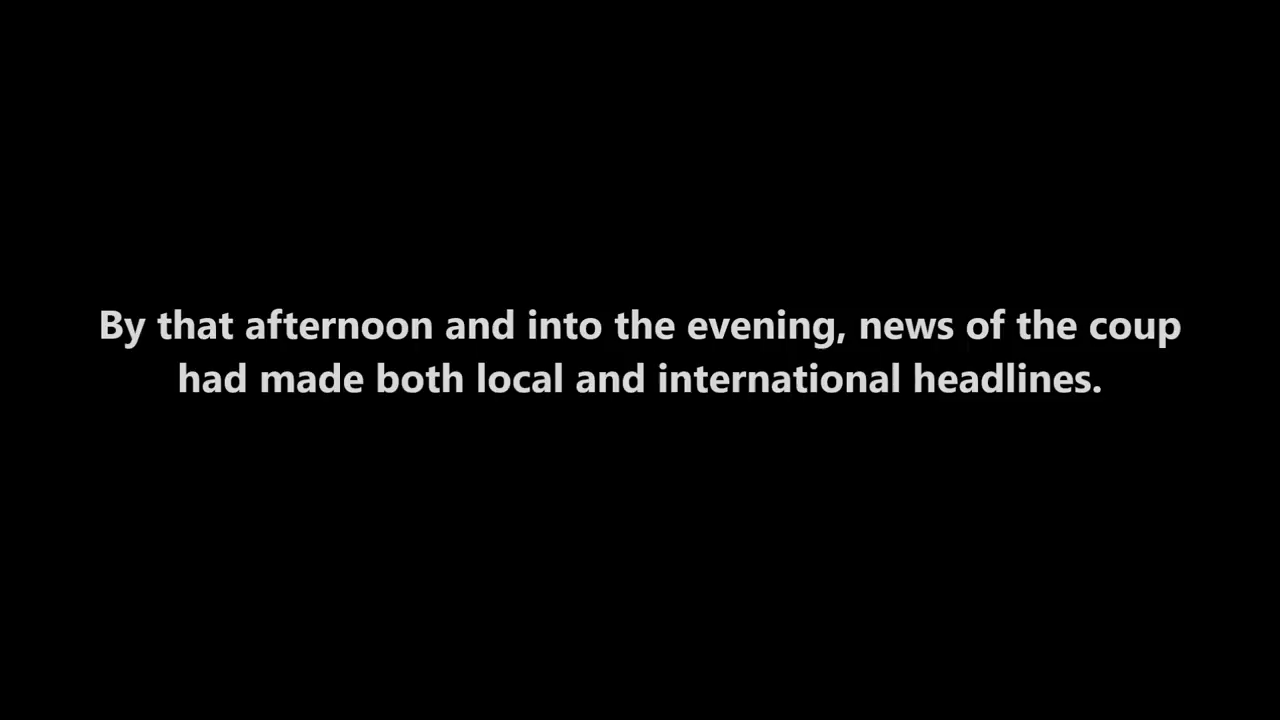 By that afternoon and into the evening, news of the coup
had made both local and international headlines.